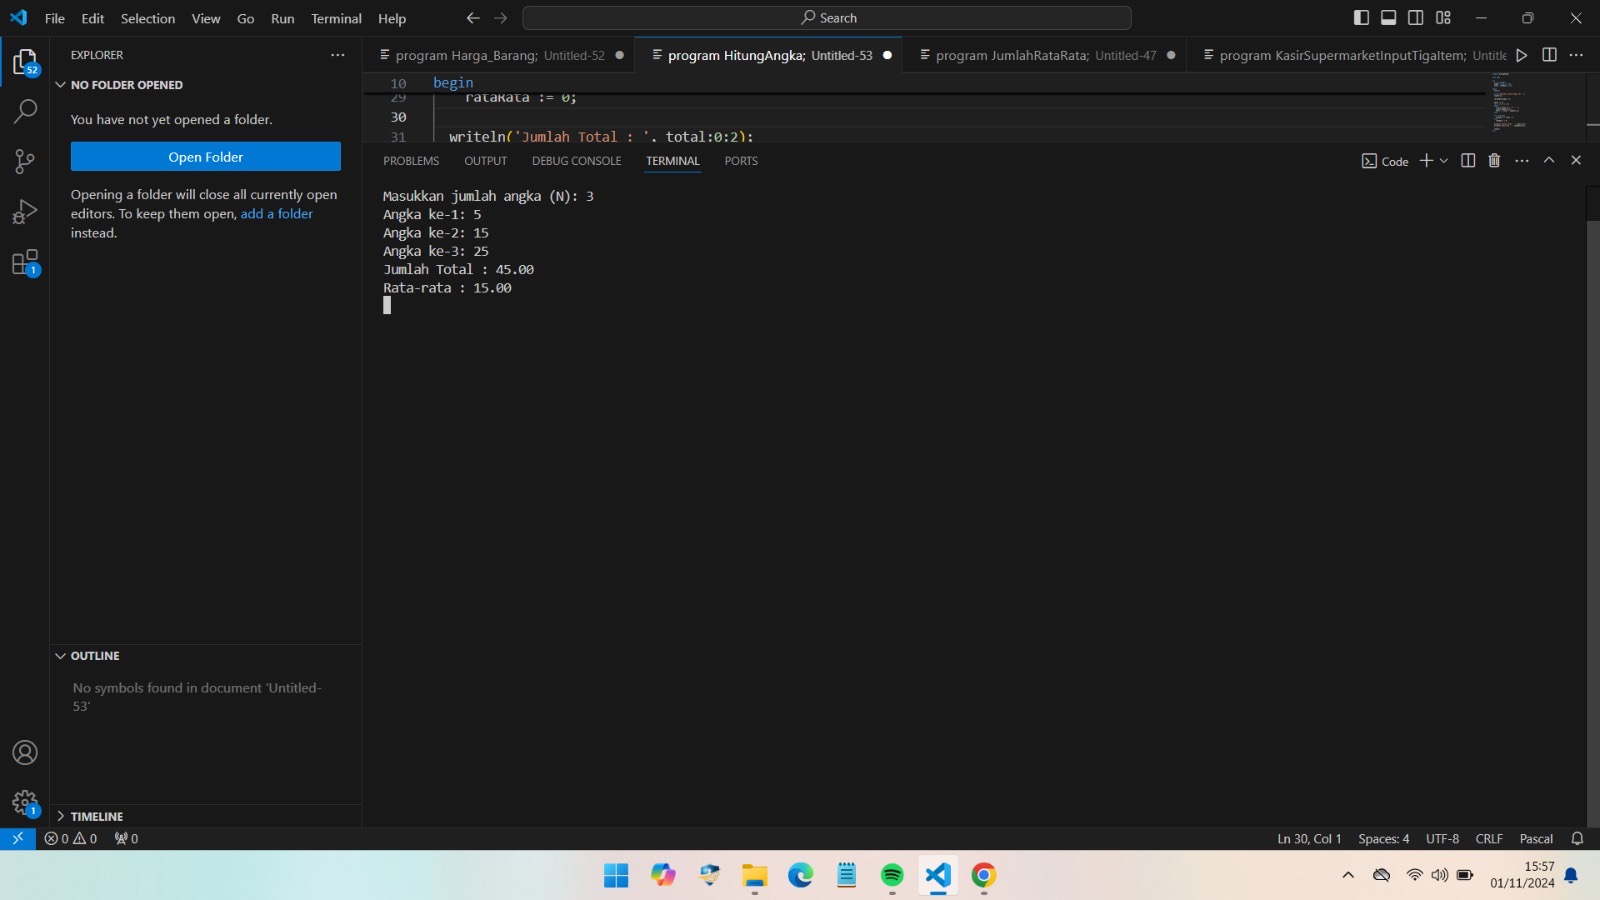 File Edit Selection View Go Run Terminal Help
Search
52
EXPLORER
NO FOLDER OPENED
You have not yet opened a folder.
Open Folder
Opening a folder will close all currently open
editors. To keep them open, add a folder
instead.
1
program Harga_Barang; Untitled-52
program HitungAngka; Untitled-53
program JumlahRataRata; Untitled-47
program KasirSupermarketInputTigaItem; Untitle
10 begin
29 rataRata := 0;
30
31 writeln('Jumlah Total : ', total:0:2);
PROBLEMS OUTPUT DEBUG CONSOLE TERMINAL PORTS
Code
Masukkan jumlah angka (N): 3
Angka ke-1: 5
Angka ke-2: 15
Angka ke-3: 25
Jumlah Total : 45.00
Rata-rata : 15.00
OUTLINE
No symbols found in document 'Untitled-
53'
1
TIMELINE
0 0 0
Ln 30, Col 1 Spaces: 4 UTF-8 CRLF Pascal
15:57
01/11/2024